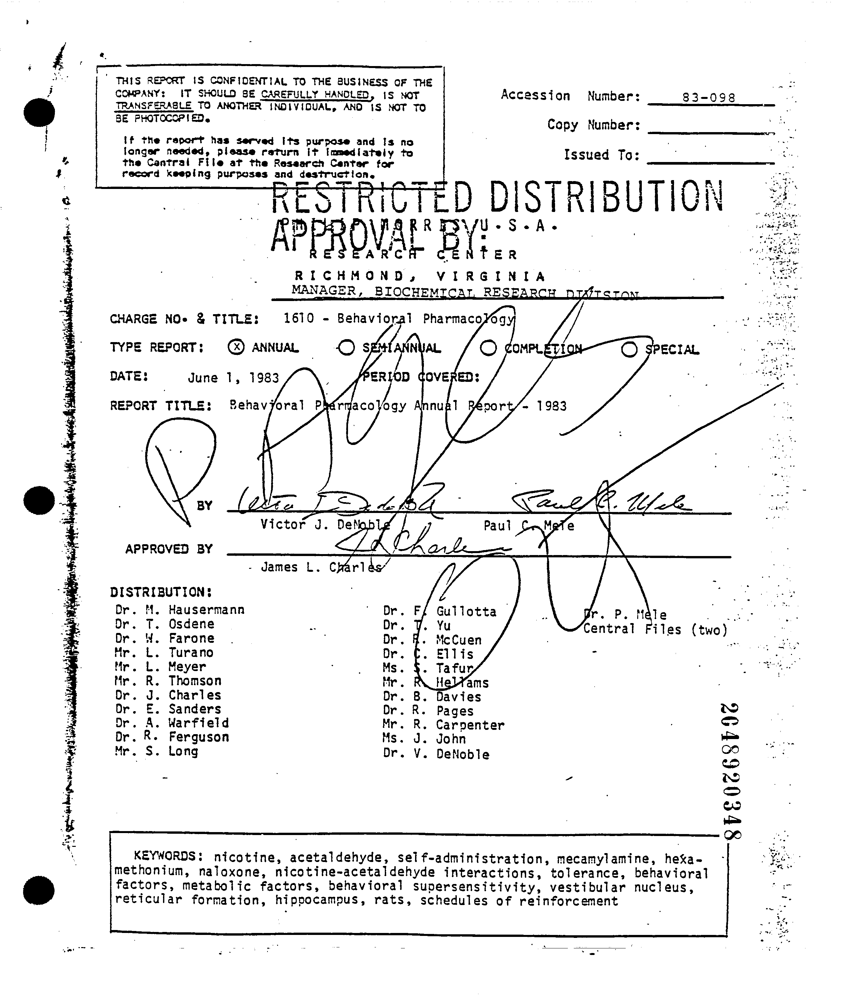 THIS REPORT IS CONFIDENTIAL TO THE BUSINESS OF THE
COMPANY: IT SHOULD BE CAREFULLY HANDLED, IS NOT
TRANSFERABLE TO ANOTHER INDIVIDUAL, AND IS NOT TO
BE PHOTOCOPIED.
If the report has served its purpose and is no
longer needed, please return it immediately to
the Central File at the Research Center for
record keeping purposes and destruction.
Accession Number: 83-098
Copy Number:
Issued To:
RESTRICTED DISTRIBUTION
APPROVAL BY:
U.S.A.
RESEARCH CENTER
RICHMOND, VIRGINIA
MANAGER, BIOCHEMICAL RESEARCH DIVISION
CHARGE NO. & TITLE: 1610 - Behavioral Pharmacology
TYPE REPORT: (X) ANNUAL SEMIANNUAL COMPLETION SPECIAL
DATE: June 1, 1983 PERIOD COVERED:
REPORT TITLE: Behavioral Pharmacology Annual Report - 1983
BY Victor J. DeNoble Paul C. Mele
Victor J. DeNoble Paul C. Mele
APPROVED BY J L Charles
James L. Charles
DISTRIBUTION:
Dr. M. Hausermann
Dr. T. Osdene
Dr. W. Farone
Mr. L. Turano
Mr. L. Meyer
Mr. R. Thomson
Dr. J. Charles
Dr. E. Sanders
Dr. A. Warfield
Dr. R. Ferguson
Mr. S. Long
Dr. F. Gullotta
Dr. Yu
Dr. McCuen
Dr. C. Ellis
Ms. S. Tafur
Mr. R. Hellams
Dr. B. Davies
Dr. R. Pages
Mr. R. Carpenter
Ms. J. John
Dr. V. DeNoble
Dr. P. Mele
Central Files (two)
2048920348
KEYWORDS: nicotine, acetaldehyde, self-administration, mecamylamine, hexa-
methonium, naloxone, nicotine-acetaldehyde interactions, tolerance, behavioral
factors, metabolic factors, behavioral supersensitivity, vestibular nucleus,
reticular formation, hippocampus, rats, schedules of reinforcement